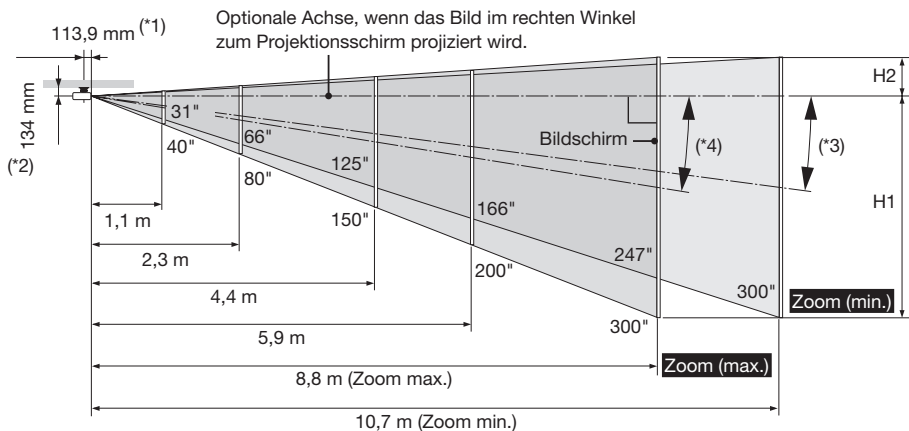 Optionale Achse, wenn das Bild im rechten Winkel
zum Projektionsschirm projiziert wird.
113,9 mm (*1)
134 mm
(*2)
H2
H1
31"
40"
66"
80"
125"
150"
166"
200"
247"
300"
300"
Bildschirm
(*4)
(*3)
1,1 m
2,3 m
4,4 m
5,9 m
Zoom (min.)
Zoom (max.)
8,8 m (Zoom max.)
10,7 m (Zoom min.)